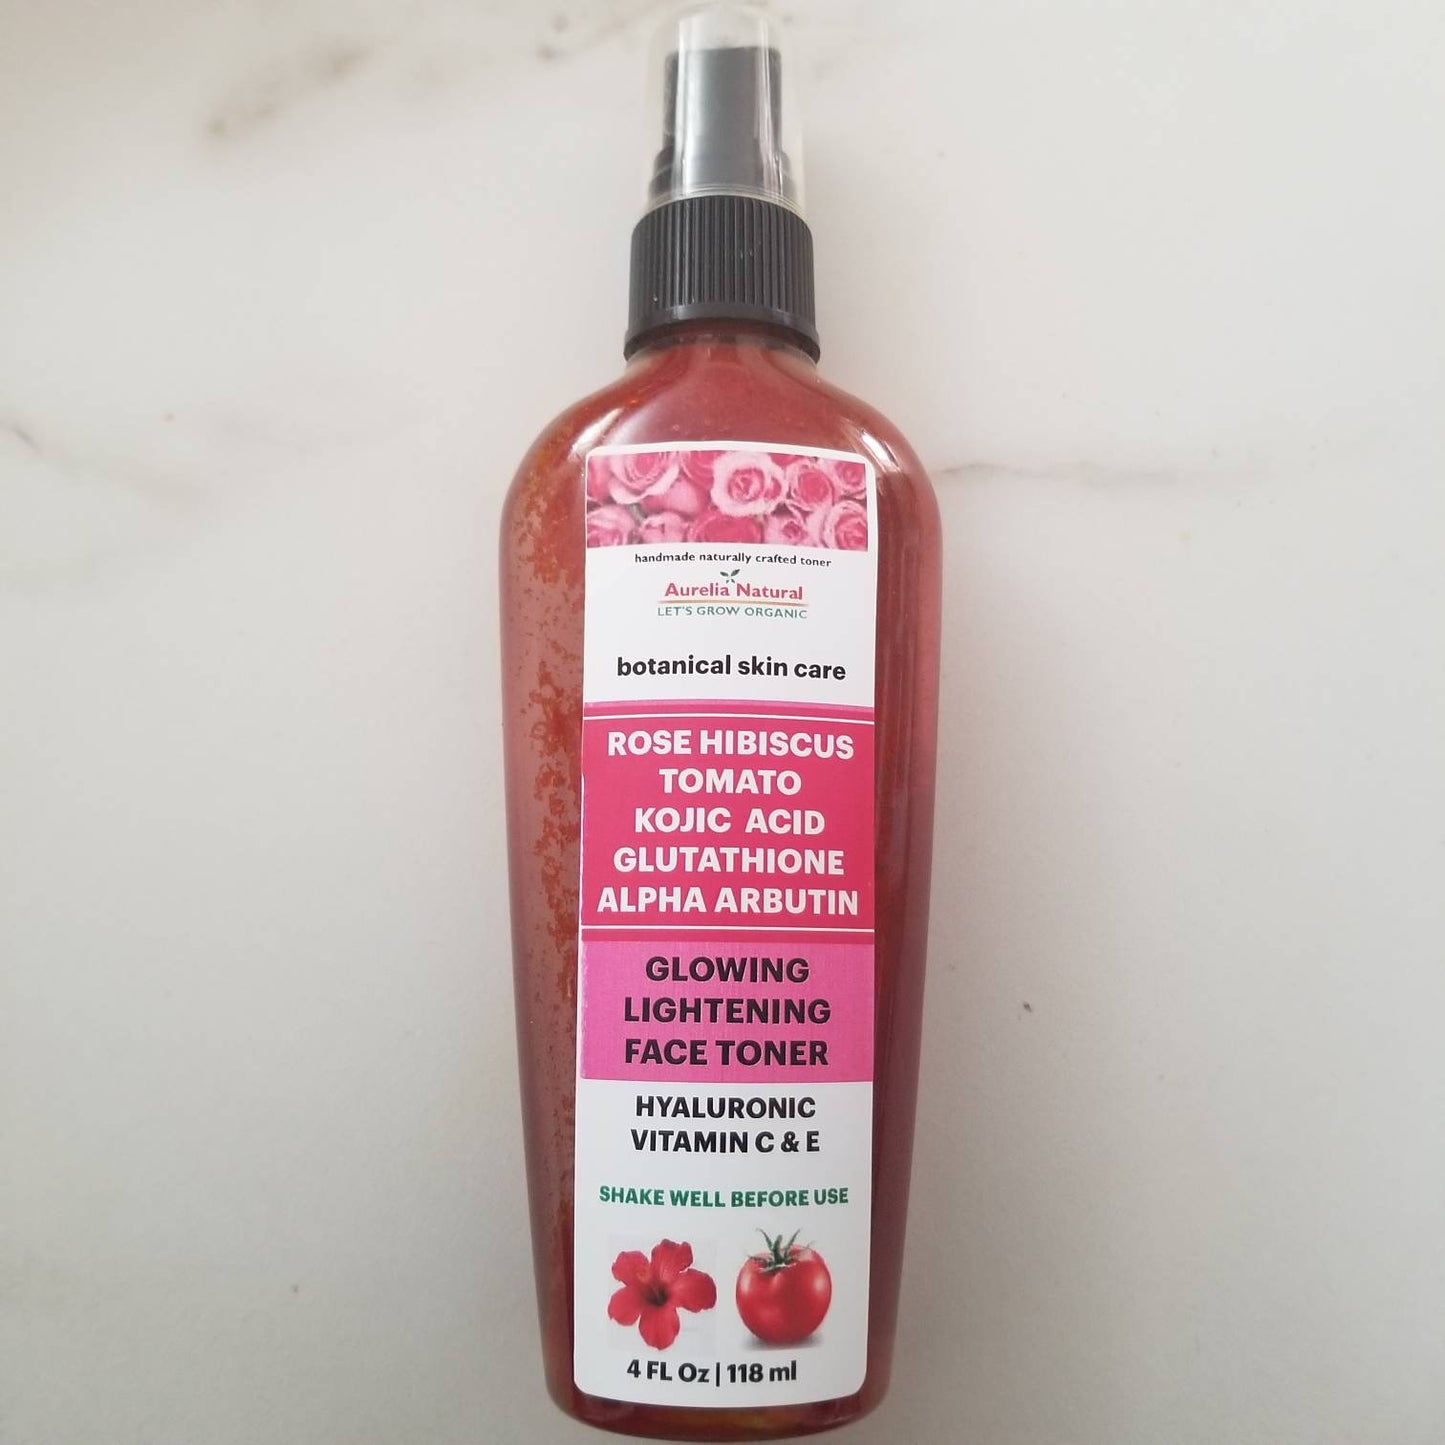 handmade naturally crafted toner
Aurelia Natural
LET'S GROW ORGANIC
botanical skin care
ROSE HIBISCUS
TOMATO
KOJIC ACID
GLUTATHIONE
ALPHA ARBUTIN
GLOWING
LIGHTENING
FACE TONER
HYALURONIC
VITAMIN C & E
SHAKE WELL BEFORE USE
4 FL Oz | 118 ml